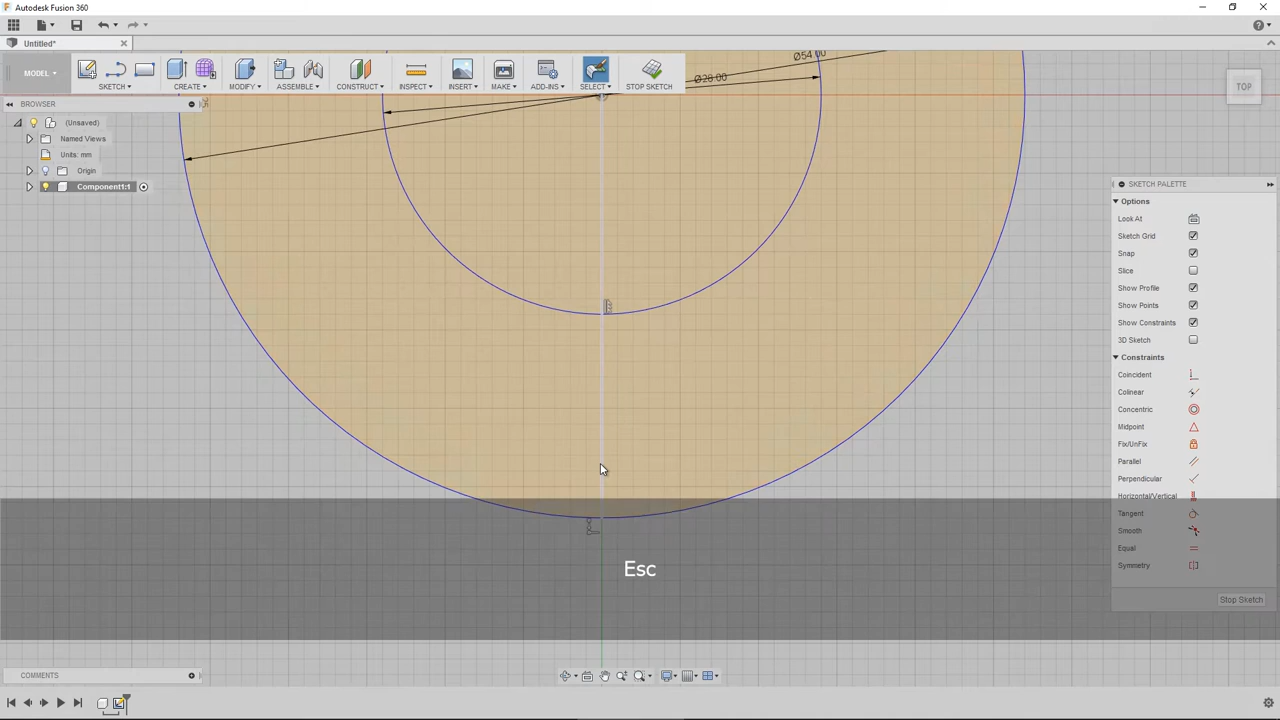 Autodesk Fusion 360
Untitled*
MODEL
SKETCH
CREATE
MODIFY
ASSEMBLE
CONSTRUCT
INSPECT
INSERT
MAKE
ADD-INS
SELECT
STOP SKETCH
Ø54.00
Ø28.00
TOP
BROWSER
(Unsaved)
Named Views
Units: mm
Origin
Component1:1
SKETCH PALETTE
Options
Look At
Sketch Grid
Snap
Slice
Show Profile
Show Points
Show Constraints
3D Sketch
Constraints
Coincident
Colinear
Concentric
Midpoint
Fix/UnFix
Parallel
Perpendicular
Horizontal/Vertical
Tangent
Smooth
Equal
Symmetry
Stop Sketch
Esc
COMMENTS